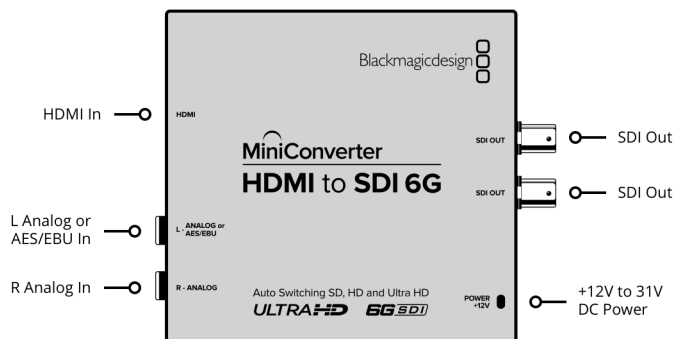 Blackmagicdesign
HDMI In
HDMI
MiniConverter
HDMI to SDI 6G
SDI OUT
SDI Out
SDI OUT
SDI Out
L Analog or
AES/EBU In
L - ANALOG or
AES/EBU
R Analog In
R - ANALOG
Auto Switching SD, HD and Ultra HD
ULTRA HD 6G SDI
POWER
+12V
+12V to 31V
DC Power